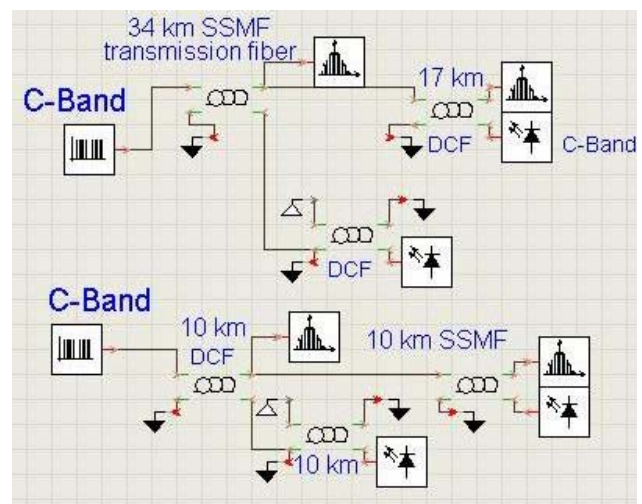 34 km SSMF
transmission fiber
C-Band
17 km
DCF
C-Band
DCF
C-Band
10 km
DCF
10 km SSMF
10 km